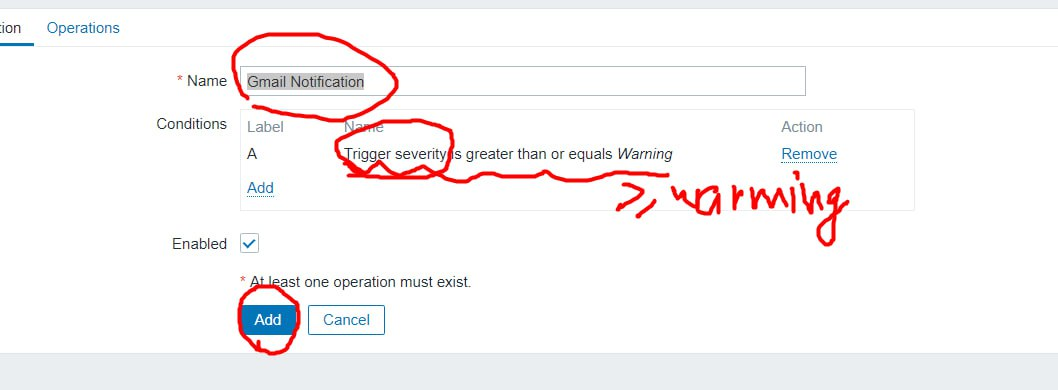 tion Operations
* Name Gmail Notification
Conditions Label Name Action
A Trigger severity is greater than or equals Warning Remove
Add
≥ warming
Enabled
* At least one operation must exist.
Add Cancel